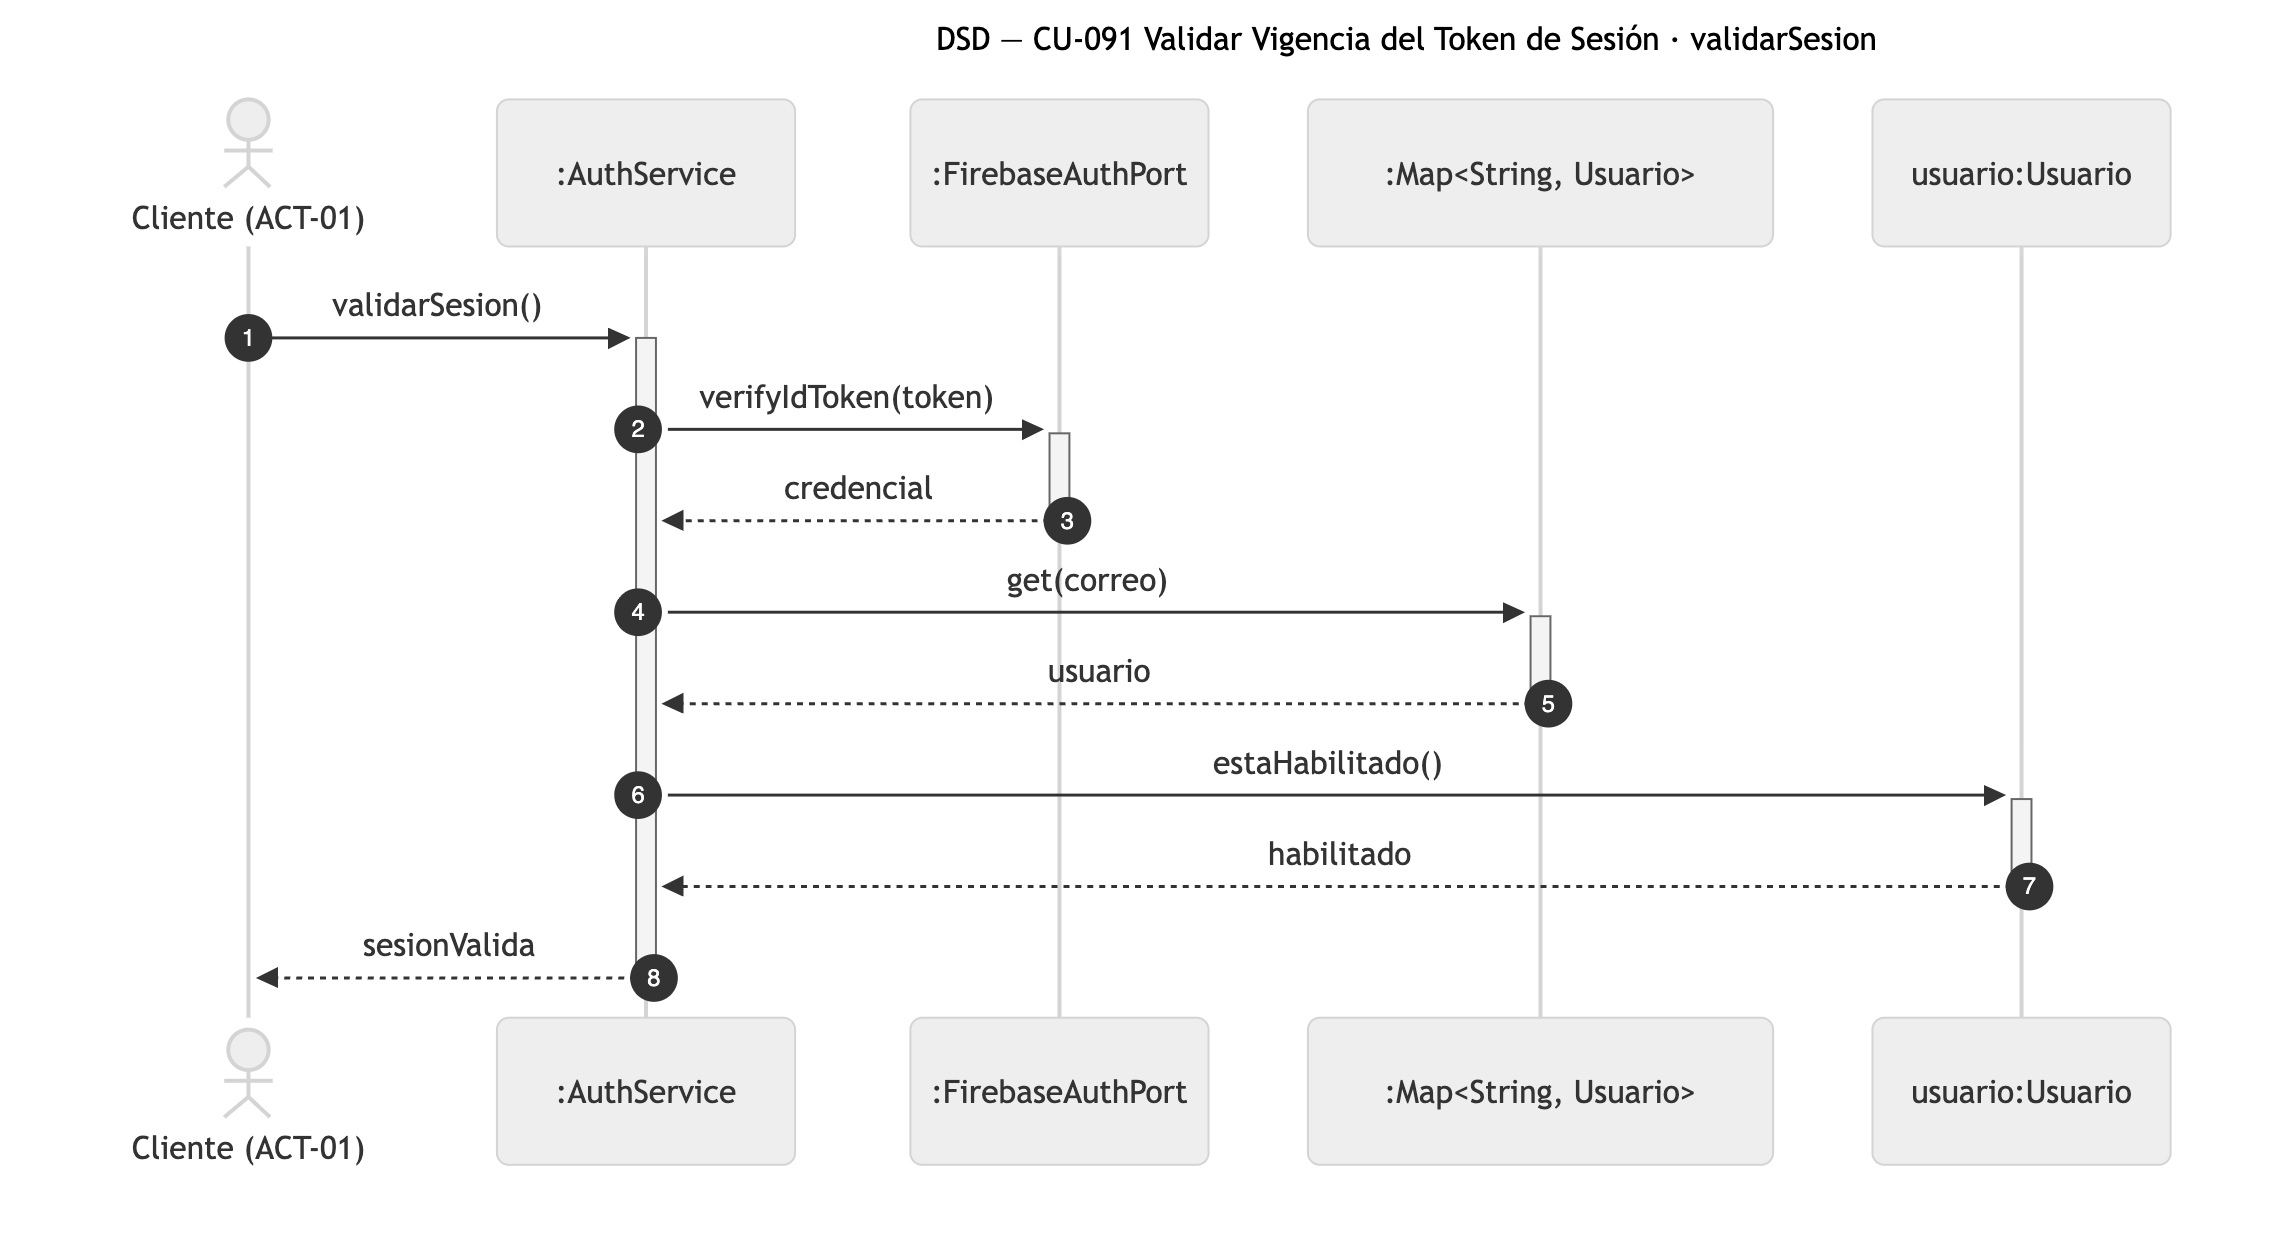 DSD — CU-091 Validar Vigencia del Token de Sesión · validarSesion
Cliente (ACT-01)
:AuthService
:FirebaseAuthPort
:Map<String, Usuario>
usuario:Usuario
validarSesion()
1
verifyIdToken(token)
2
credencial
3
get(correo)
4
usuario
5
estaHabilitado()
6
habilitado
7
sesionValida
8
Cliente (ACT-01)
:AuthService
:FirebaseAuthPort
:Map<String, Usuario>
usuario:Usuario